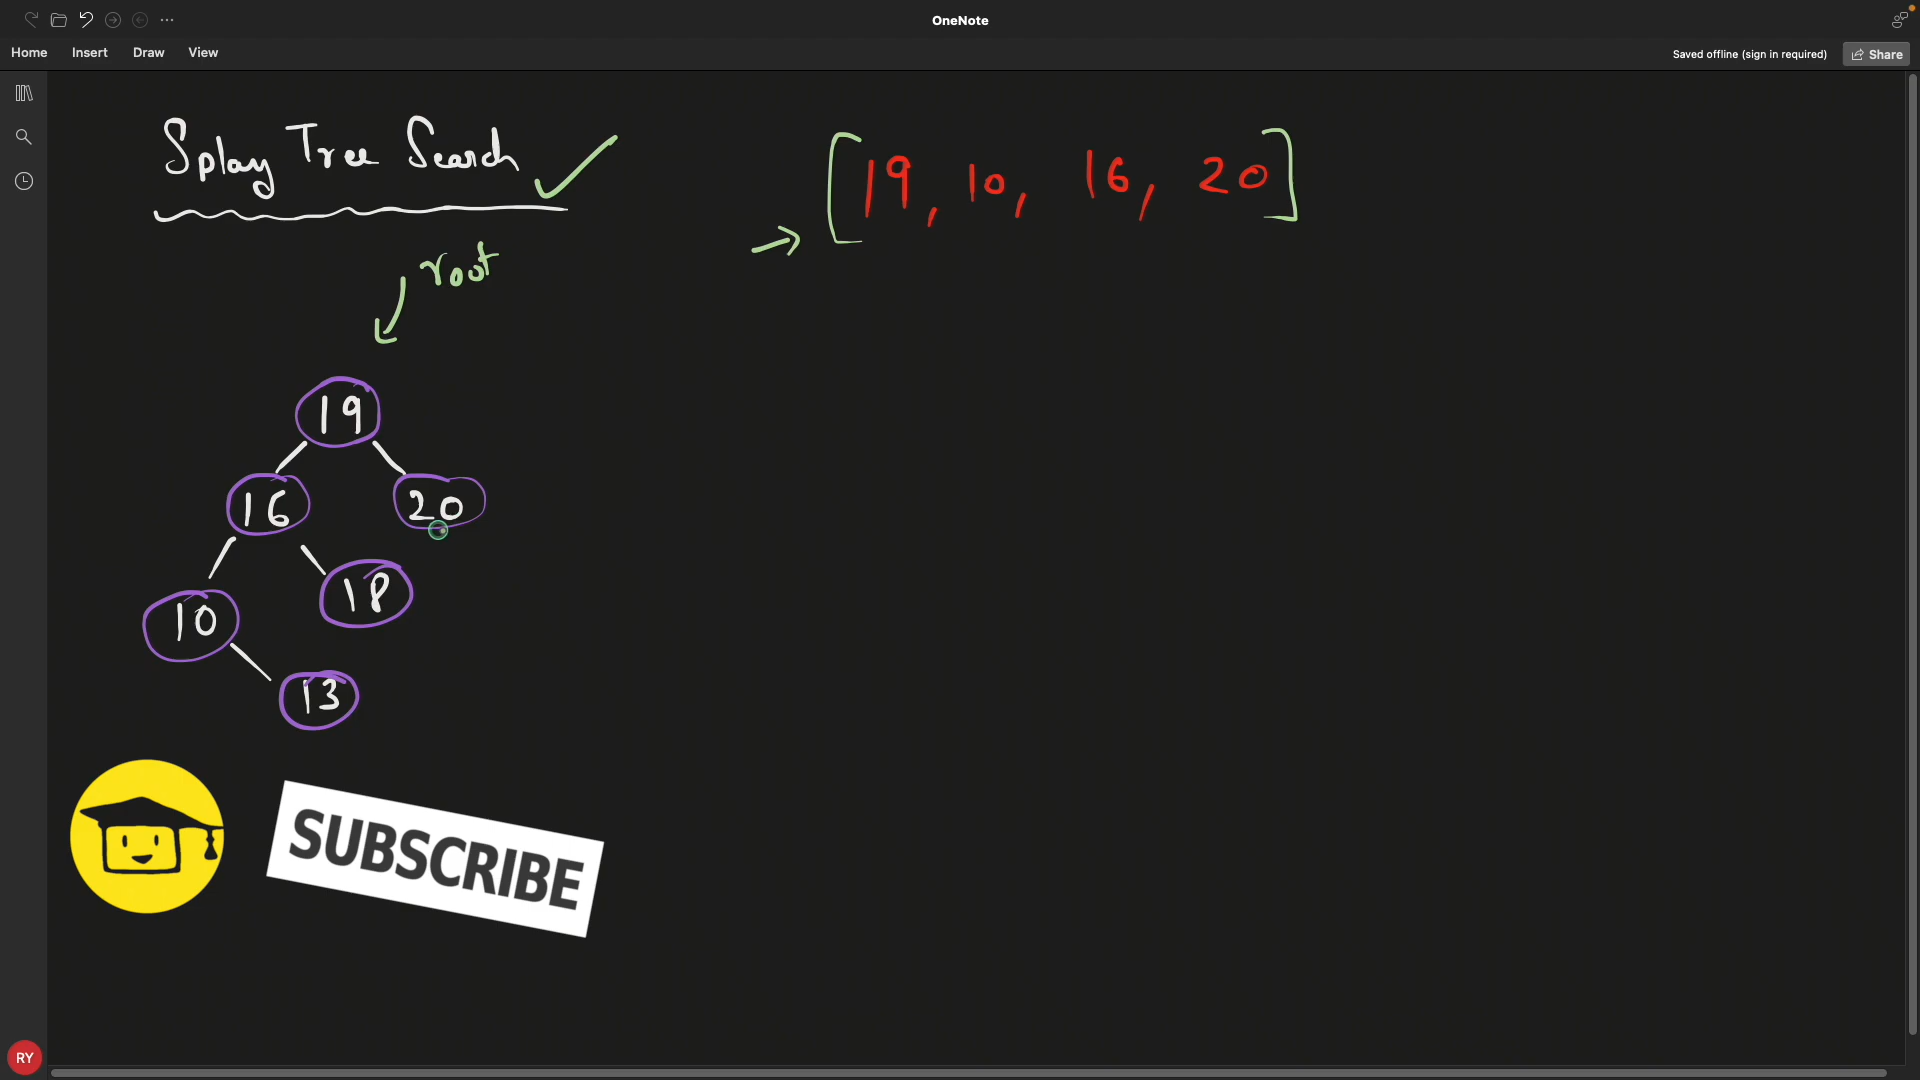 OneNote
Home Insert Draw View
Saved offline (sign in required) Share
Splay Tree Search
[19, 10, 16, 20]
root
19
16 20
10 18
13
SUBSCRIBE
RY